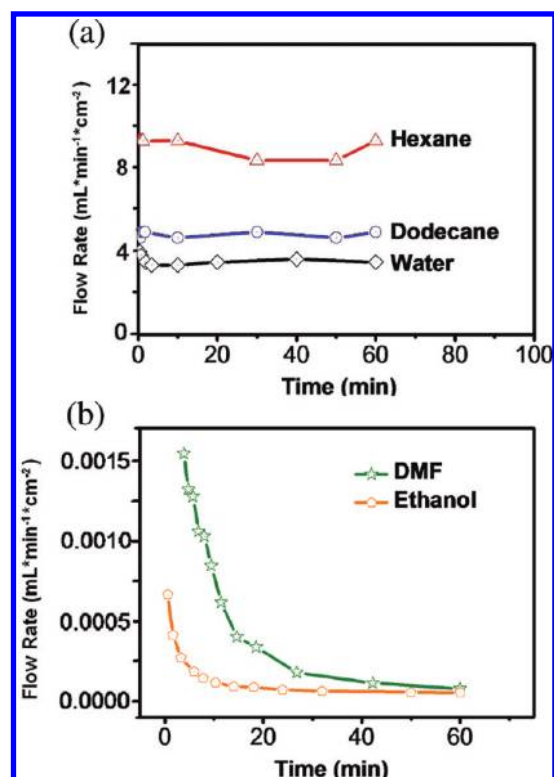 (a)
12
8
4
0
Flow Rate (mL*min⁻¹*cm⁻²)
Hexane
Dodecane
Water
0 20 40 60 80 100
Time (min)
(b)
0.0015
0.0010
0.0005
0.0000
Flow Rate (mL*min⁻¹*cm⁻²)
DMF
Ethanol
0 20 40 60
Time (min)